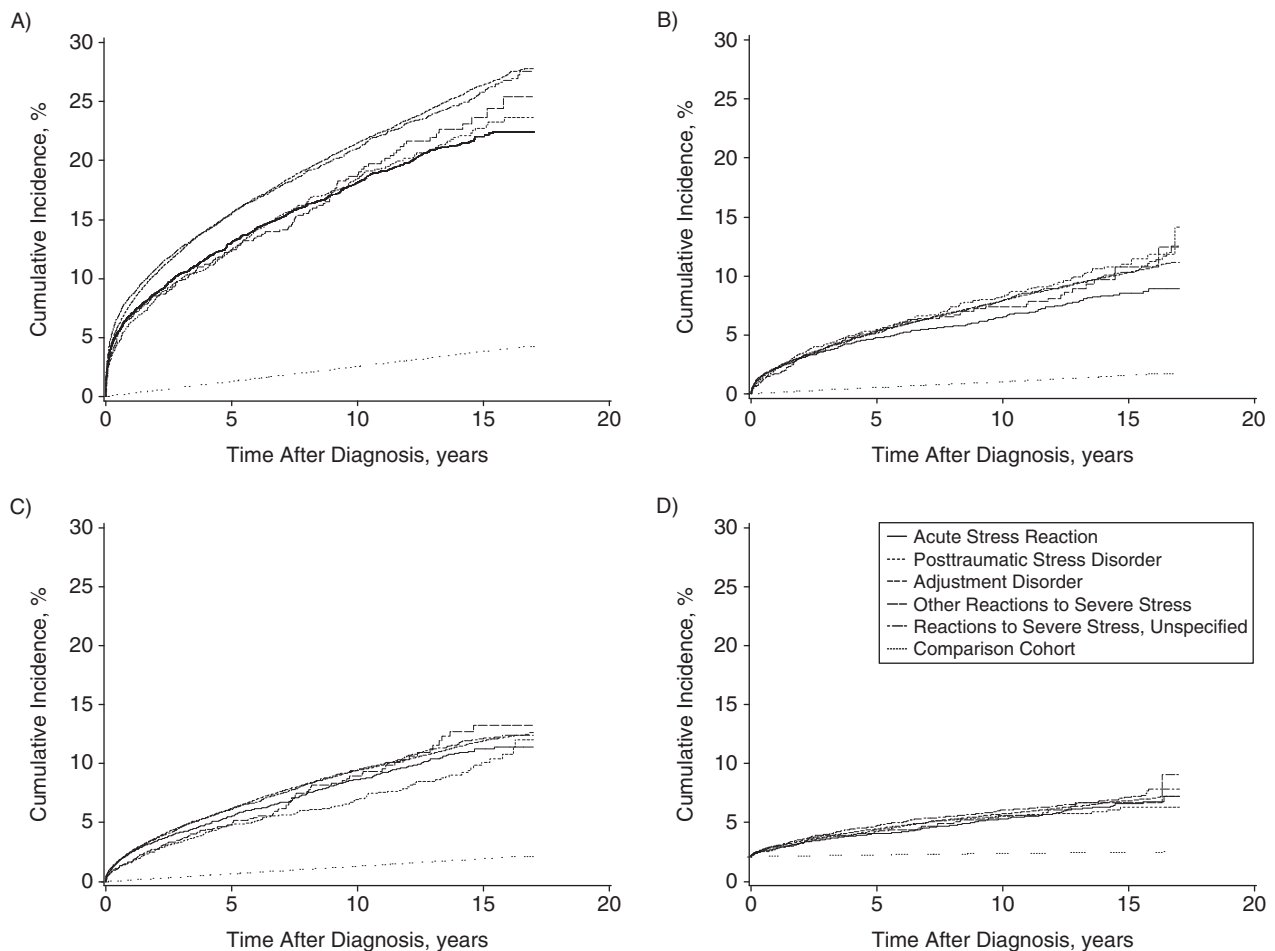 A)
30
25
20
15
10
5
0
Cumulative Incidence, %
0 5 10 15 20
Time After Diagnosis, years
B)
30
25
20
15
10
5
0
Cumulative Incidence, %
0 5 10 15 20
Time After Diagnosis, years
C)
30
25
20
15
10
5
0
Cumulative Incidence, %
0 5 10 15 20
Time After Diagnosis, years
D)
30
25
20
15
10
5
0
Cumulative Incidence, %
0 5 10 15 20
Time After Diagnosis, years
Acute Stress Reaction
Posttraumatic Stress Disorder
Adjustment Disorder
Other Reactions to Severe Stress
Reactions to Severe Stress, Unspecified
Comparison Cohort